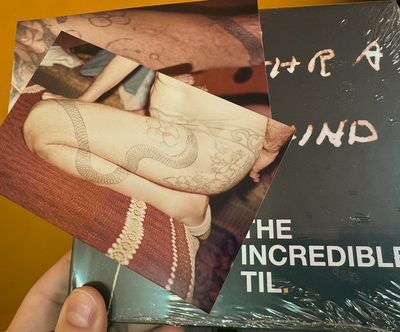 HRA
IND
THE
INCREDIBLE
TIL.